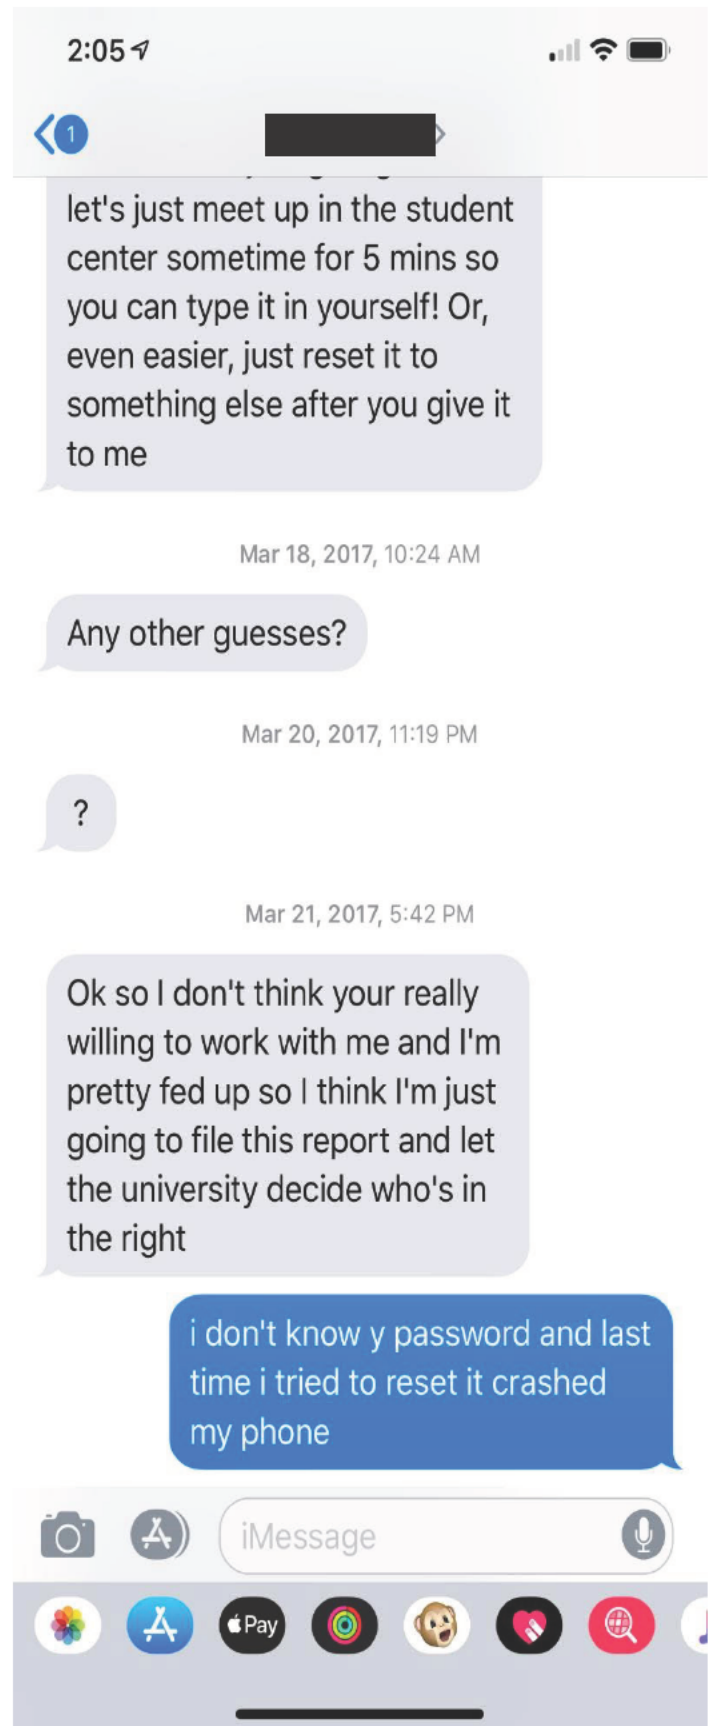 2:05
1
let's just meet up in the student
center sometime for 5 mins so
you can type it in yourself! Or,
even easier, just reset it to
something else after you give it
to me
Mar 18, 2017, 10:24 AM
Any other guesses?
Mar 20, 2017, 11:19 PM
?
Mar 21, 2017, 5:42 PM
Ok so I don't think your really
willing to work with me and I'm
pretty fed up so I think I'm just
going to file this report and let
the university decide who's in
the right
i don't know y password and last
time i tried to reset it crashed
my phone
iMessage
Pay